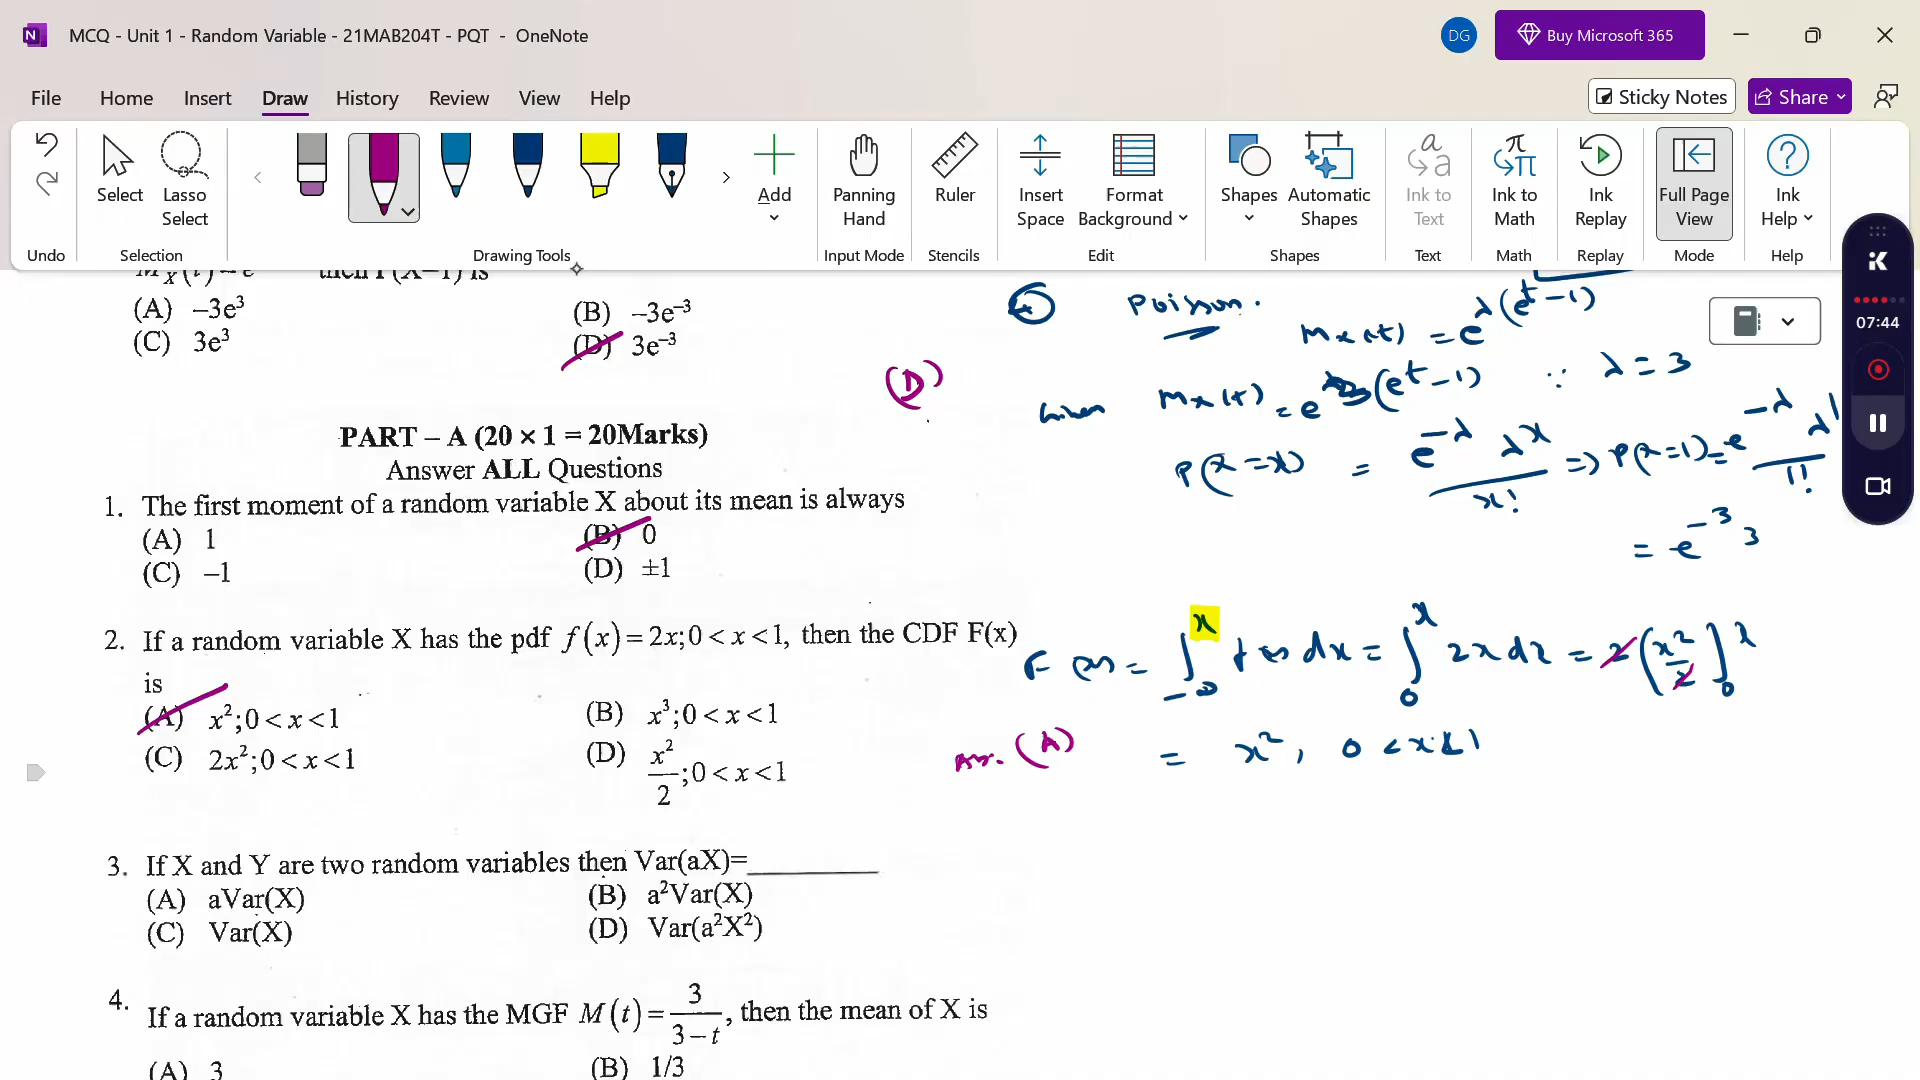 MCQ - Unit 1 - Random Variable - 21MAB204T - PQT - OneNote
DG
Buy Microsoft 365
File Home Insert Draw History Review View Help
Sticky Notes
Share
Undo
Select
Lasso Select
Selection
Drawing Tools
Add
Panning Hand
Input Mode
Ruler
Stencils
Insert Space
Format Background
Edit
Shapes
Automatic Shapes
Shapes
Ink to Text
Text
Ink to Math
Math
Ink Replay
Replay
Full Page View
Mode
Ink Help
Help
07:44
then P(X=1) is
(A) –3e³
(B) –3e⁻³
(C) 3e³
(D) 3e⁻³
(D)
PART – A (20 × 1 = 20Marks)
Answer ALL Questions
1. The first moment of a random variable X about its mean is always
(A) 1
(B) 0
(C) –1
(D) ±1
2. If a random variable X has the pdf f(x) = 2x; 0 < x < 1, then the CDF F(x)
is
(A) x²; 0 < x < 1
(B) x³; 0 < x < 1
(C) 2x²; 0 < x < 1
(D) x²/2; 0 < x < 1
3. If X and Y are two random variables then Var(aX)=__________
(A) aVar(X)
(B) a²Var(X)
(C) Var(X)
(D) Var(a²X²)
4. If a random variable X has the MGF M(t) = 3/(3–t), then the mean of X is
(A) 3
(B) 1/3
Poisson.
Mx(t) = e^λ(e^t – 1)
Given Mx(t) = e^3(e^t – 1) ∵ λ = 3
P(X=x) = e^–λ λ^x / x! => P(X=1) = e^–λ λ^1 / 1!
= e^–3 3
F(x) = ∫_–∞^x f(x) dx = ∫_0^x 2x dx = 2(x²/2]_0^x
Ans. (A) = x², 0 < x < 1